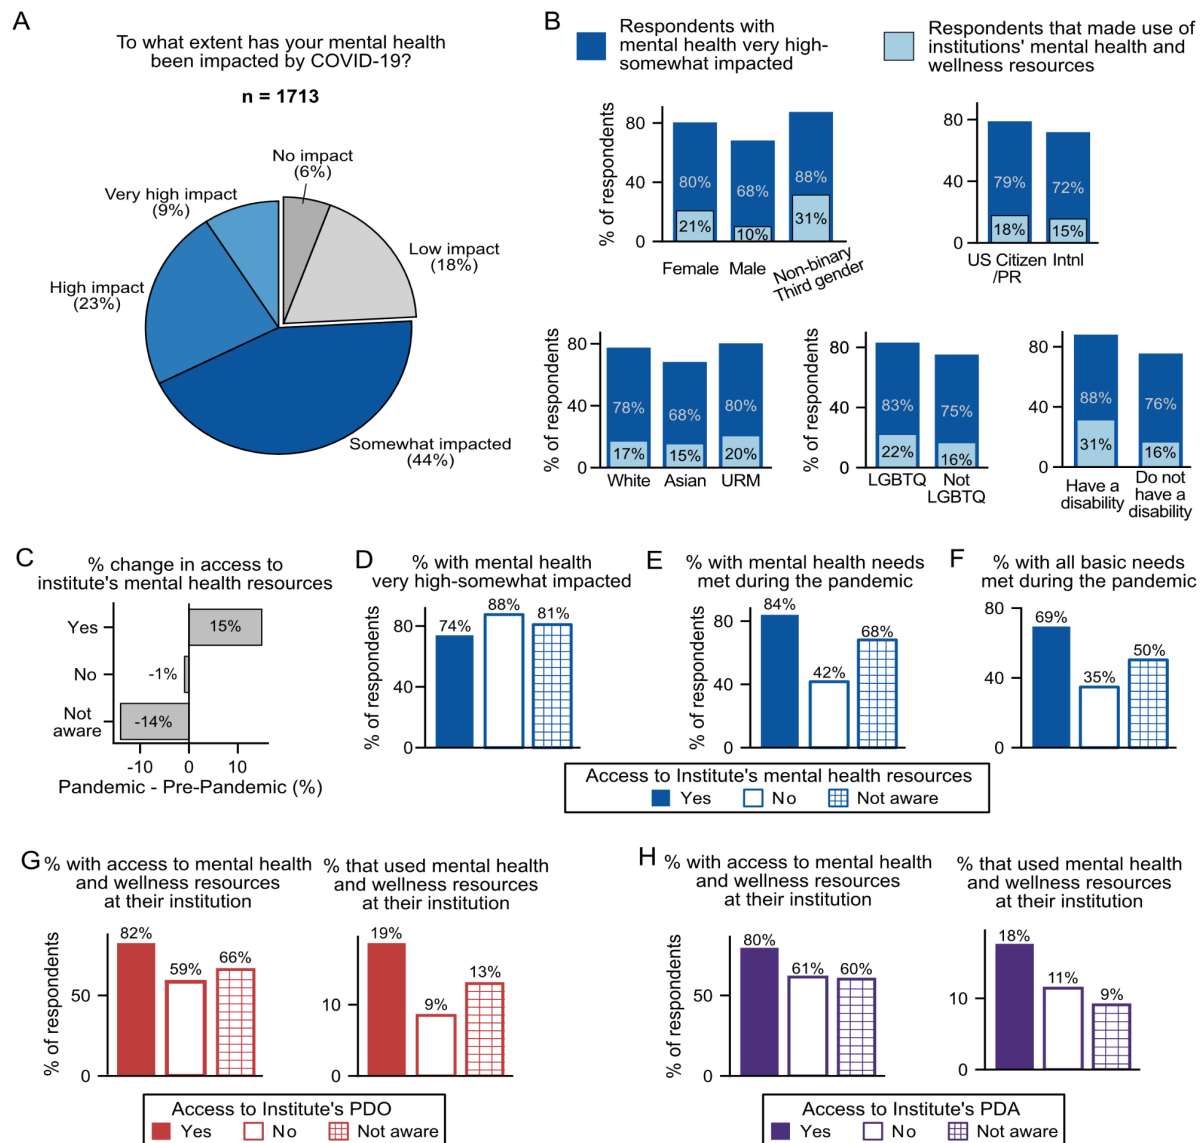 A
To what extent has your mental health
been impacted by COVID-19?
n = 1713
No impact
(6%)
Very high impact
(9%)
Low impact
(18%)
High impact
(23%)
Somewhat impacted
(44%)
B
Respondents with
mental health very high-
somewhat impacted
Respondents that made use of
institutions' mental health and
wellness resources
% of respondents
80
40
0
80% 68% 88%
21% 10% 31%
Female Male Non-binary
Third gender
80
40
0
79% 72%
18% 15%
US Citizen Intnl
/PR
% of respondents
80
40
0
78% 68% 80%
17% 15% 20%
White Asian URM
% of respondents
80
40
0
83% 75%
22% 16%
LGBTQ Not
LGBTQ
80
40
0
88% 76%
31% 16%
Have a
disability
Do not
have a
disability
C
% change in access to
institute's mental health resources
Yes 15%
No -1%
Not
aware
-14%
-10 0 10
Pandemic - Pre-Pandemic (%)
D
% with mental health
very high-somewhat impacted
% of respondents
80
40
0
74% 88% 81%
E
% with mental health needs
met during the pandemic
% of respondents
80
40
0
84% 42% 68%
F
% with all basic needs
met during the pandemic
80
40
0
69% 35% 50%
Access to Institute's mental health resources
Yes No Not aware
G
% with access to mental health
and wellness resources
at their institution
% of respondents
50
0
82% 59% 66%
% that used mental health
and wellness resources
at their institution
10
0
19% 9% 13%
Access to Institute's PDO
Yes No Not aware
H
% with access to mental health
and wellness resources
at their institution
% of respondents
50
0
80% 61% 60%
% that used mental health
and wellness resources
at their institution
10
0
18% 11% 9%
Access to Institute's PDA
Yes No Not aware